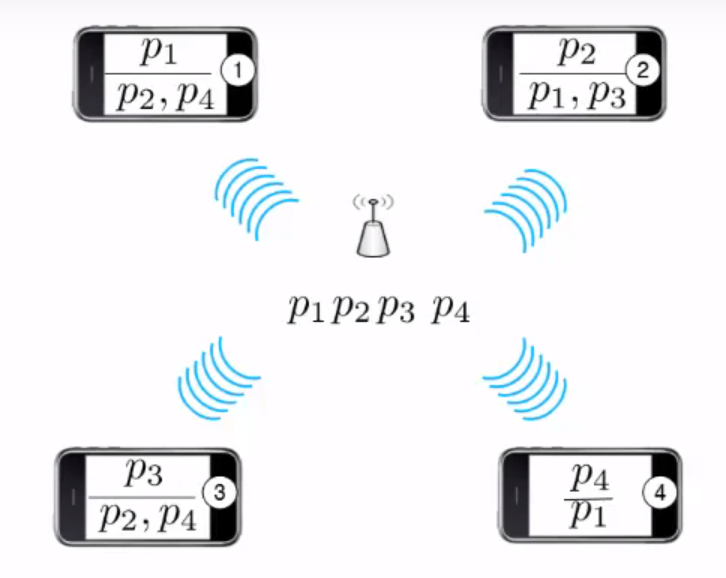 p₁
p₂, p₄
1
p₂
p₁, p₃
2
p₁ p₂ p₃ p₄
p₃
p₂, p₄
3
p₄
p₁
4